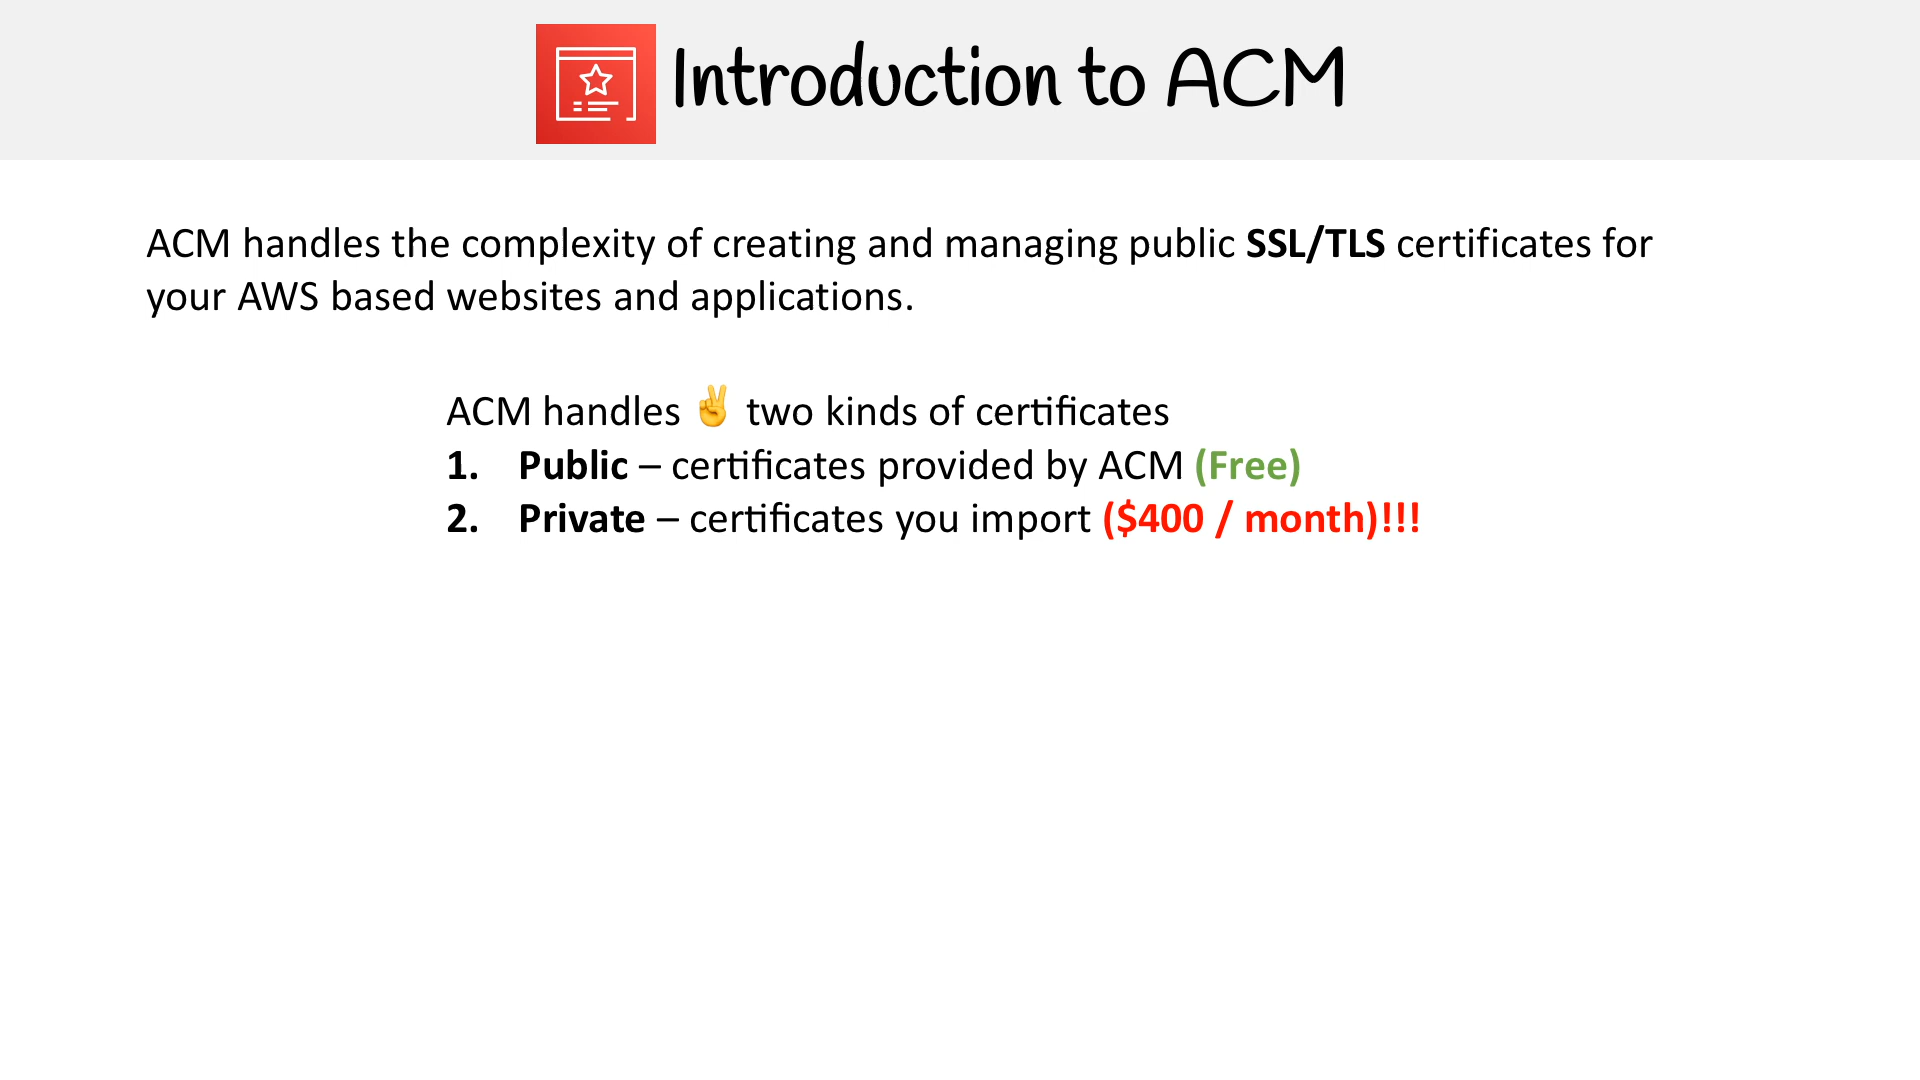 Introduction to ACM
ACM handles the complexity of creating and managing public SSL/TLS certificates for
your AWS based websites and applications.
ACM handles ✌️ two kinds of certificates
1. Public – certificates provided by ACM (Free)
2. Private – certificates you import ($400 / month)!!!